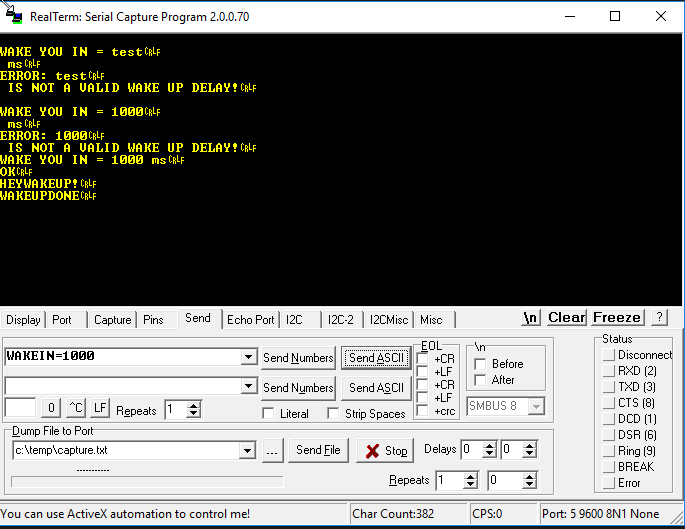 RealTerm: Serial Capture Program 2.0.0.70
WAKE YOU IN = testCRLF
 msCRLF
ERROR: testCRLF
 IS NOT A VALID WAKE UP DELAY!CRLF
WAKE YOU IN = 1000CRLF
 msCRLF
ERROR: 1000CRLF
 IS NOT A VALID WAKE UP DELAY!CRLF
WAKE YOU IN = 1000 msCRLF
OKCRLF
HEYWAKEUP!CRLF
WAKEUPDONECRLF
Display Port Capture Pins Send Echo Port I2C I2C-2 I2CMisc Misc \n Clear Freeze ?
WAKEIN=1000 Send Numbers Send ASCII
Send Numbers Send ASCII
0 ^C LF Repeats 1 Literal Strip Spaces
EOL
+CR
+LF
+CR
+LF
+crc
\n
Before
After
SMBUS 8
Dump File to Port
c:\temp\capture.txt ... Send File Stop Delays 0 0
Repeats 1 0
Status
Disconnect
RXD (2)
TXD (3)
CTS (8)
DCD (1)
DSR (6)
Ring (9)
BREAK
Error
You can use ActiveX automation to control me! Char Count:382 CPS:0 Port: 5 9600 8N1 None